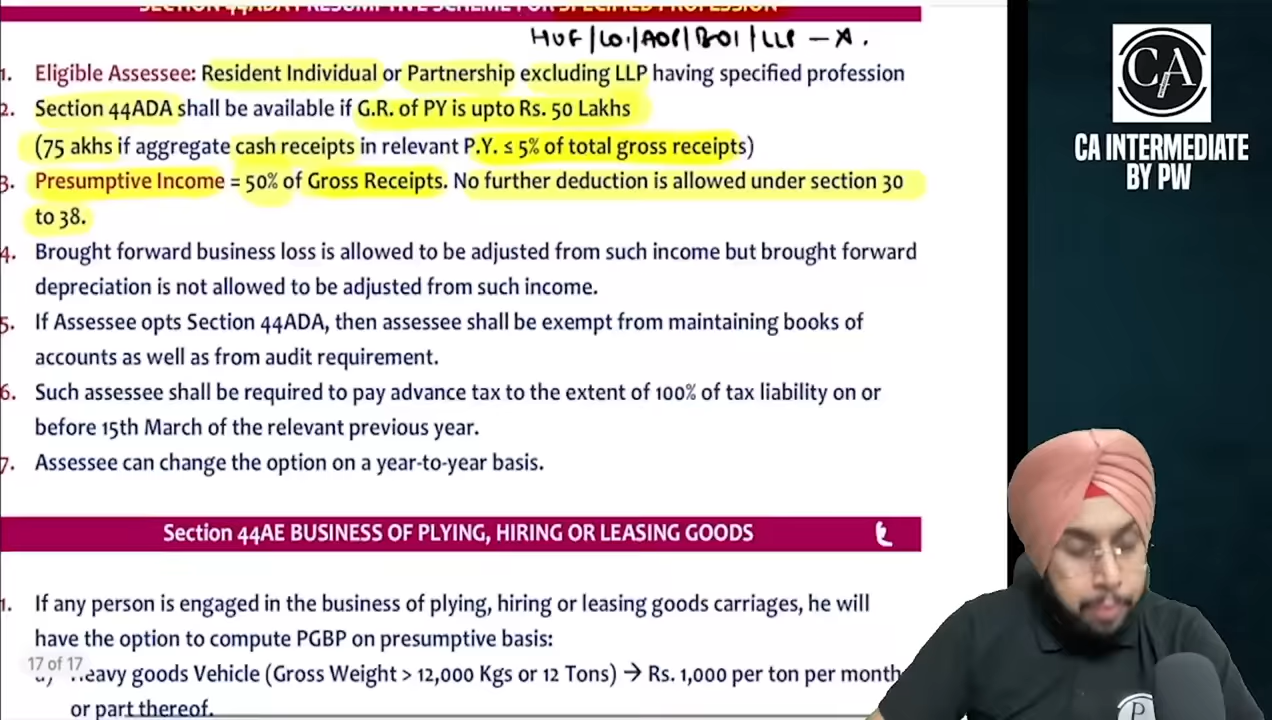 SECTION 44ADA PRESUMPTIVE SCHEME FOR SPECIFIED PROFESSION
HUF / Co. / AOP / BOI / LLP – X.
1. Eligible Assessee: Resident Individual or Partnership excluding LLP having specified profession
2. Section 44ADA shall be available if G.R. of PY is upto Rs. 50 Lakhs
(75 akhs if aggregate cash receipts in relevant P.Y. ≤ 5% of total gross receipts)
3. Presumptive Income = 50% of Gross Receipts. No further deduction is allowed under section 30
to 38.
4. Brought forward business loss is allowed to be adjusted from such income but brought forward
depreciation is not allowed to be adjusted from such income.
5. If Assessee opts Section 44ADA, then assessee shall be exempt from maintaining books of
accounts as well as from audit requirement.
6. Such assessee shall be required to pay advance tax to the extent of 100% of tax liability on or
before 15th March of the relevant previous year.
7. Assessee can change the option on a year-to-year basis.
Section 44AE BUSINESS OF PLYING, HIRING OR LEASING GOODS
1. If any person is engaged in the business of plying, hiring or leasing goods carriages, he will
have the option to compute PGBP on presumptive basis:
17 of 17
a) Heavy goods Vehicle (Gross Weight > 12,000 Kgs or 12 Tons) → Rs. 1,000 per ton per month
or part thereof.
CA
CA INTERMEDIATE
BY PW
P